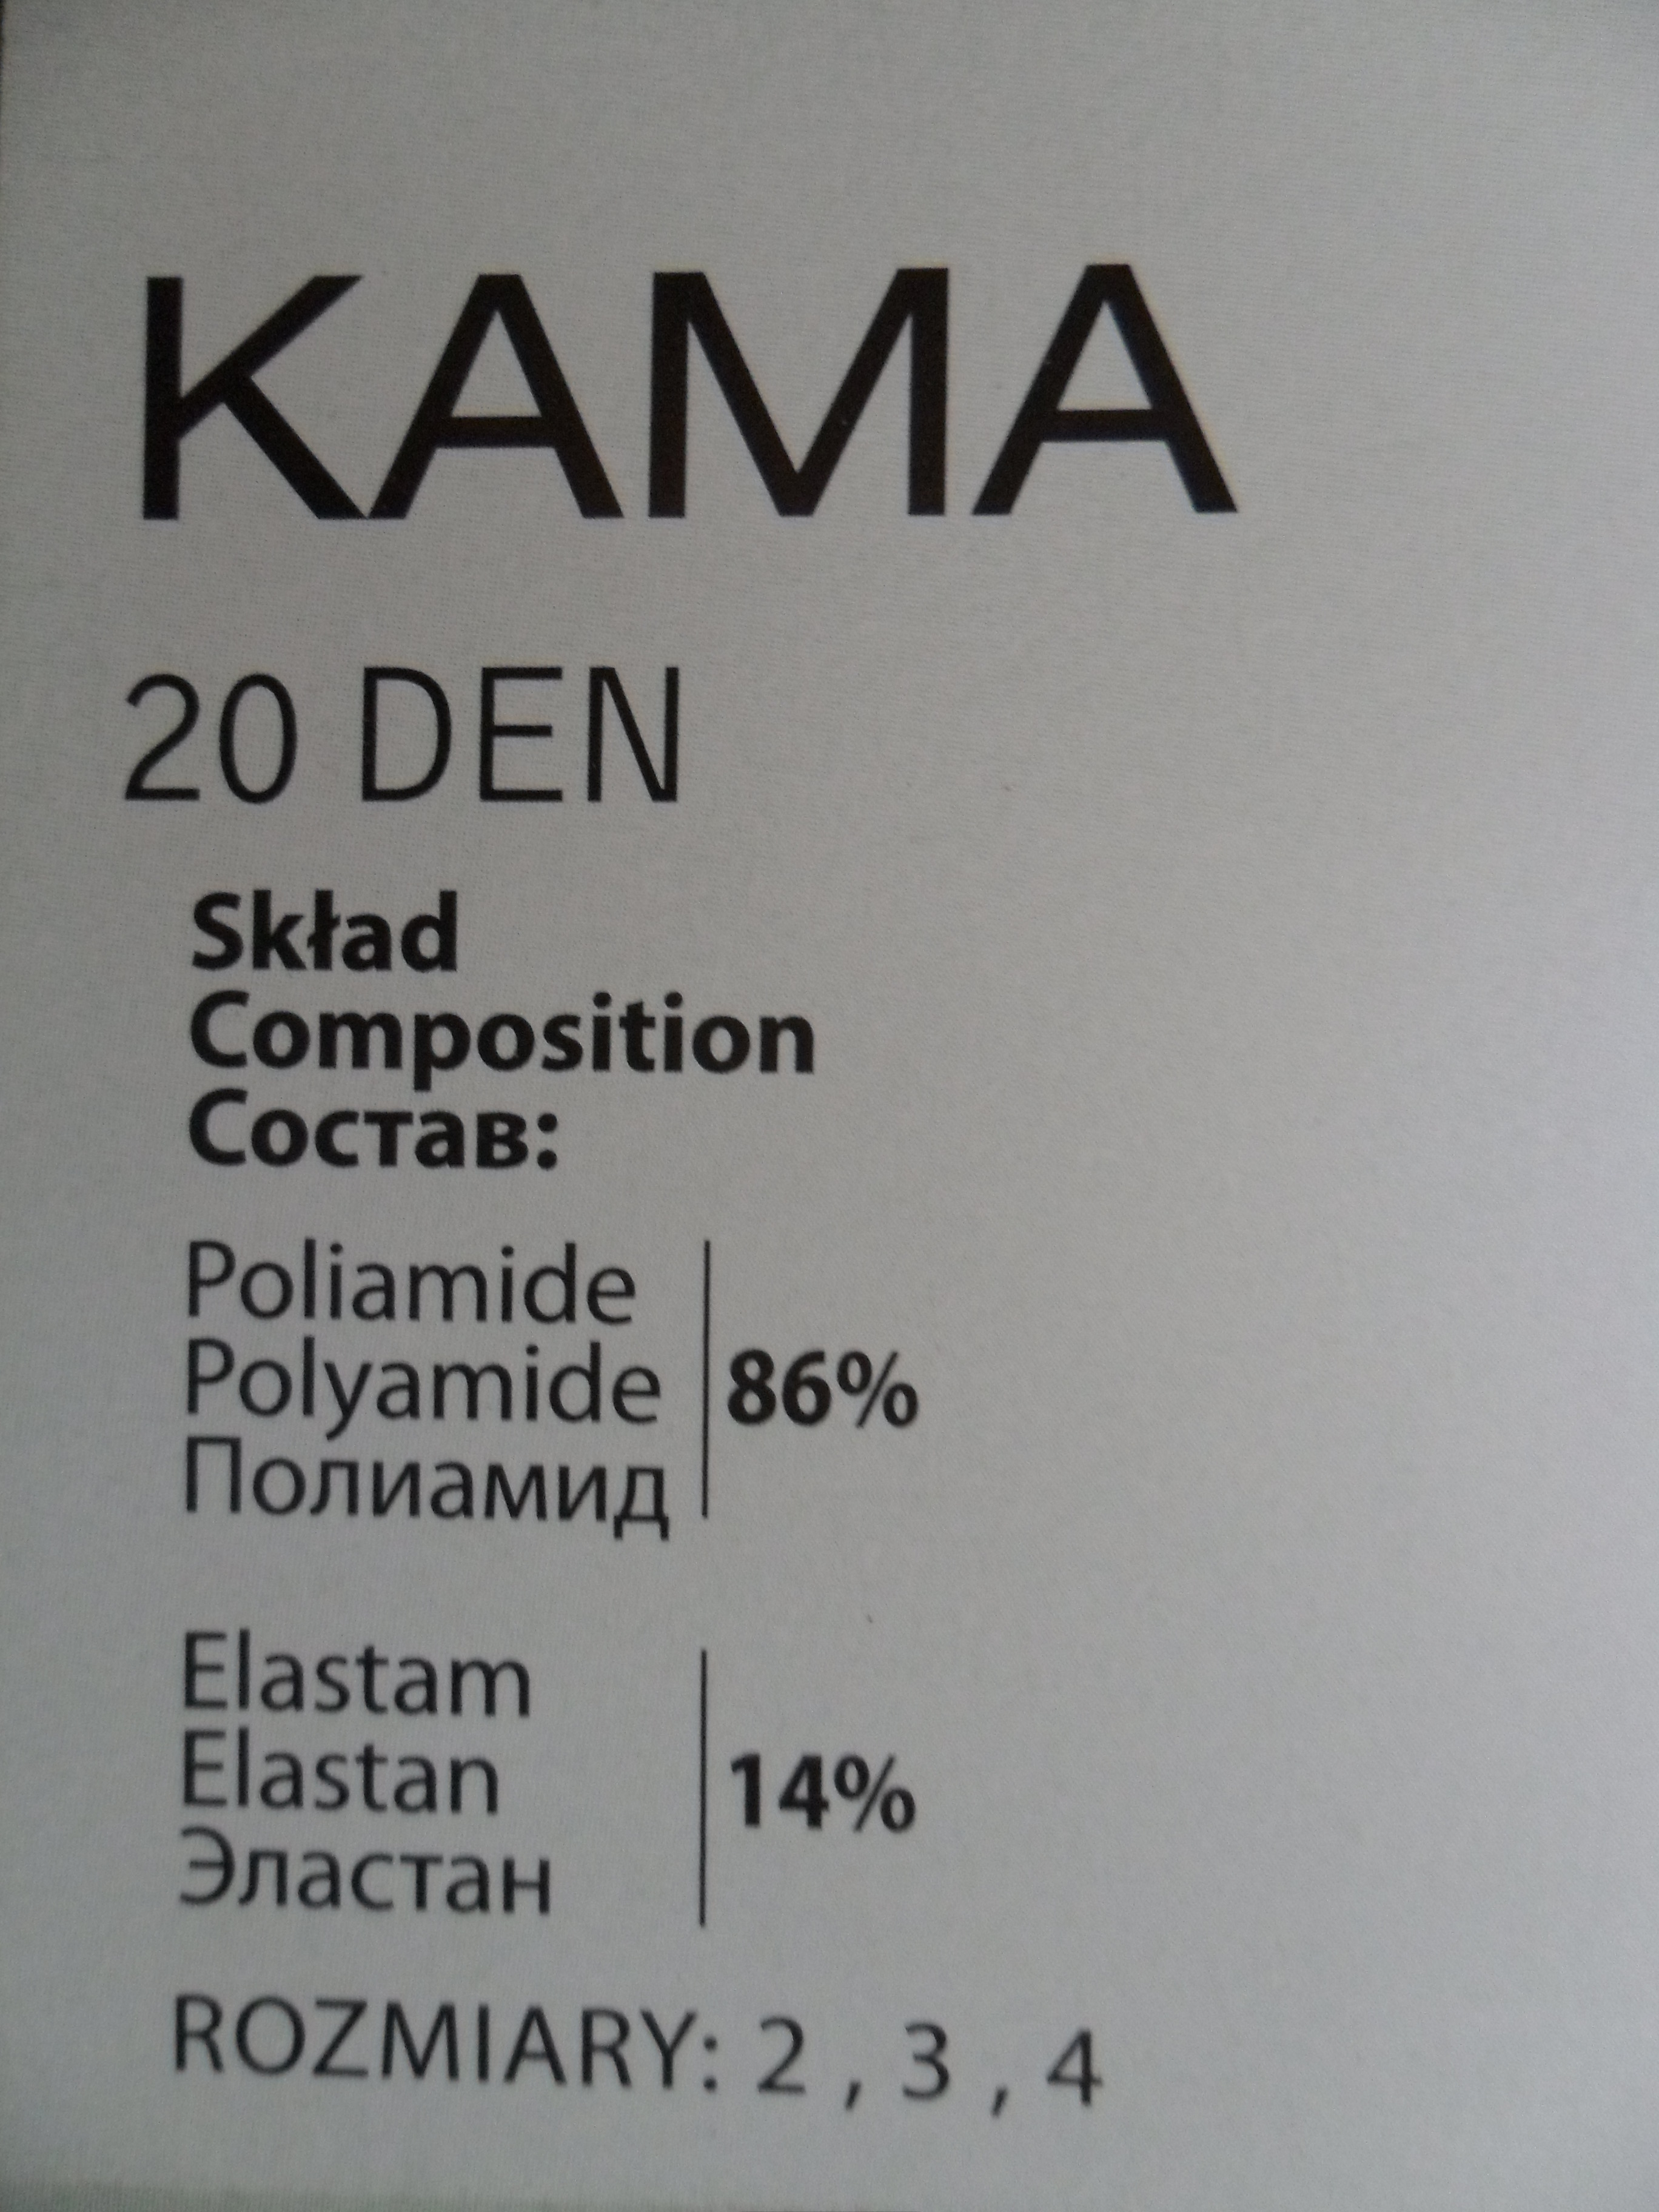 KAMA
20 DEN
Skład
Composition
Состав:
Poliamide
Polyamide
Полиамид
86%
Elastam
Elastan
Эластан
14%
ROZMIARY: 2 , 3 , 4